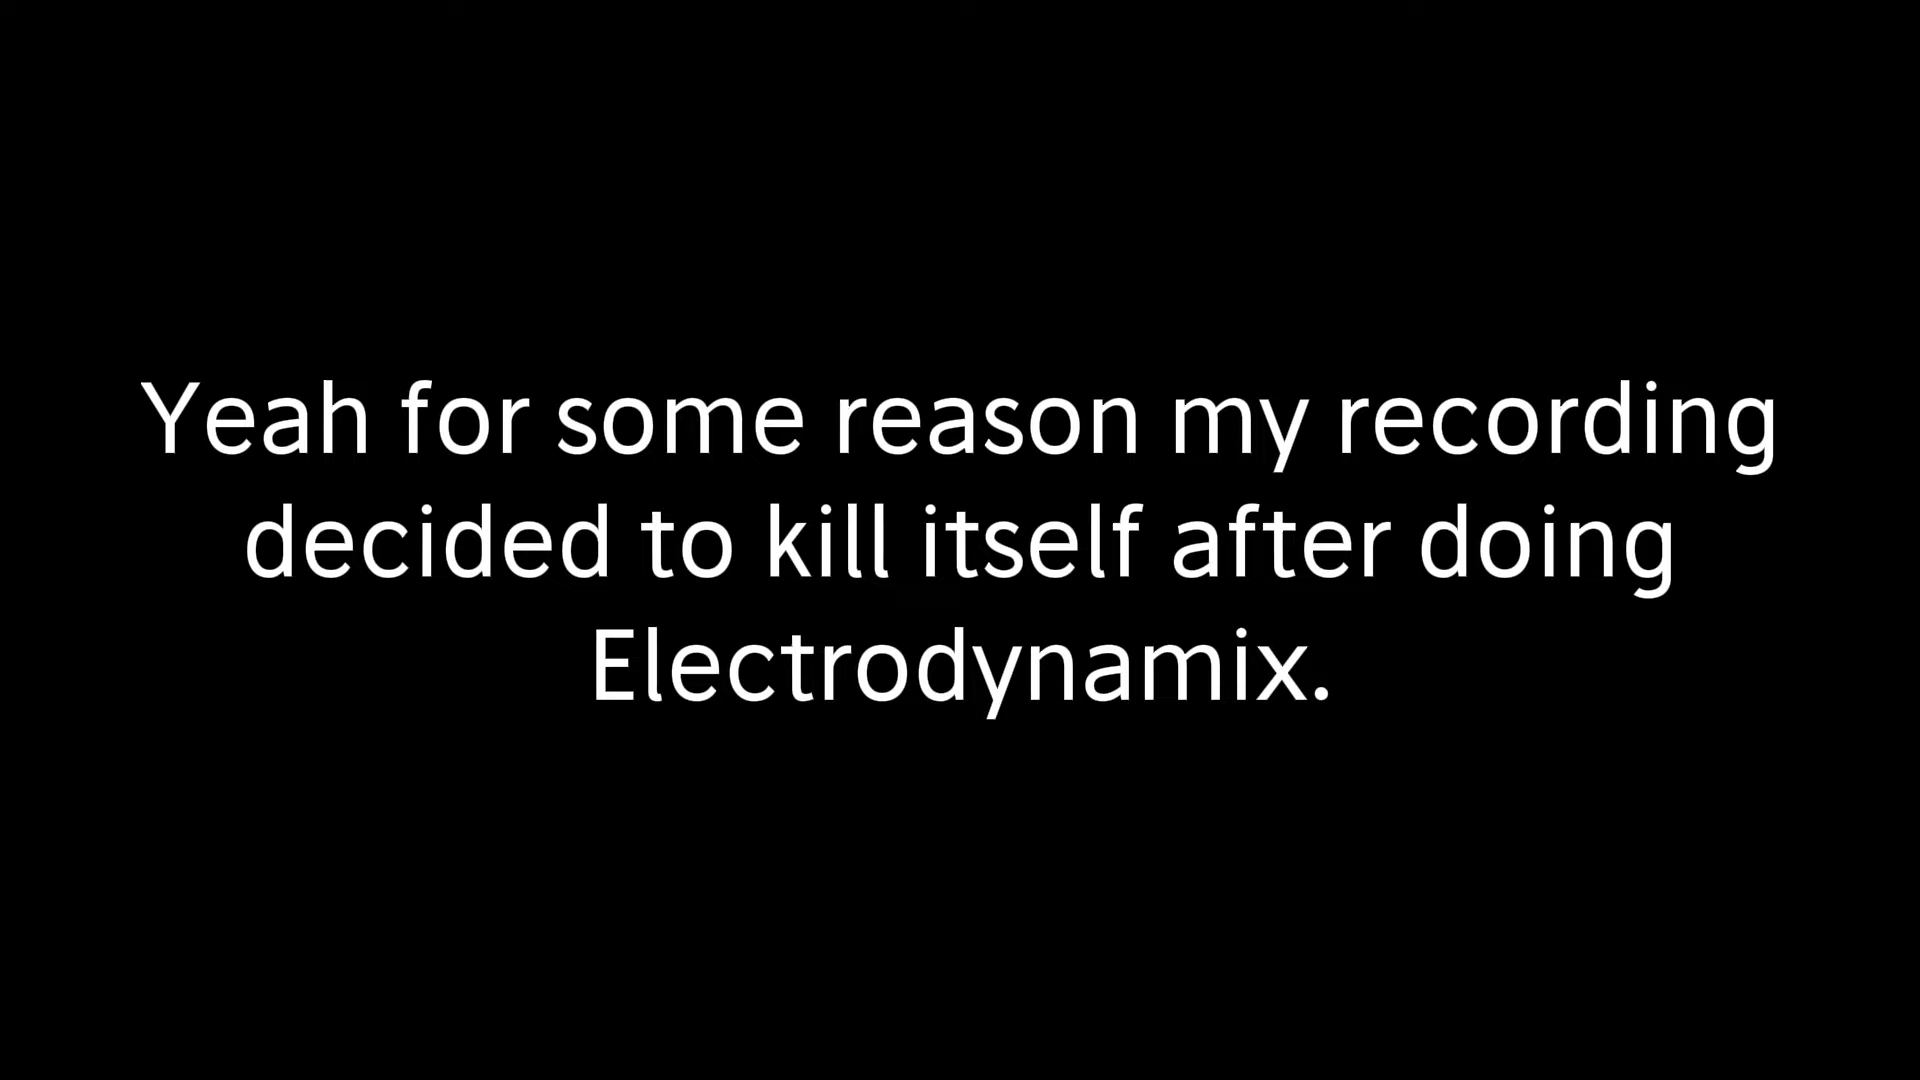 Yeah for some reason my recording
decided to kill itself after doing
Electrodynamix.